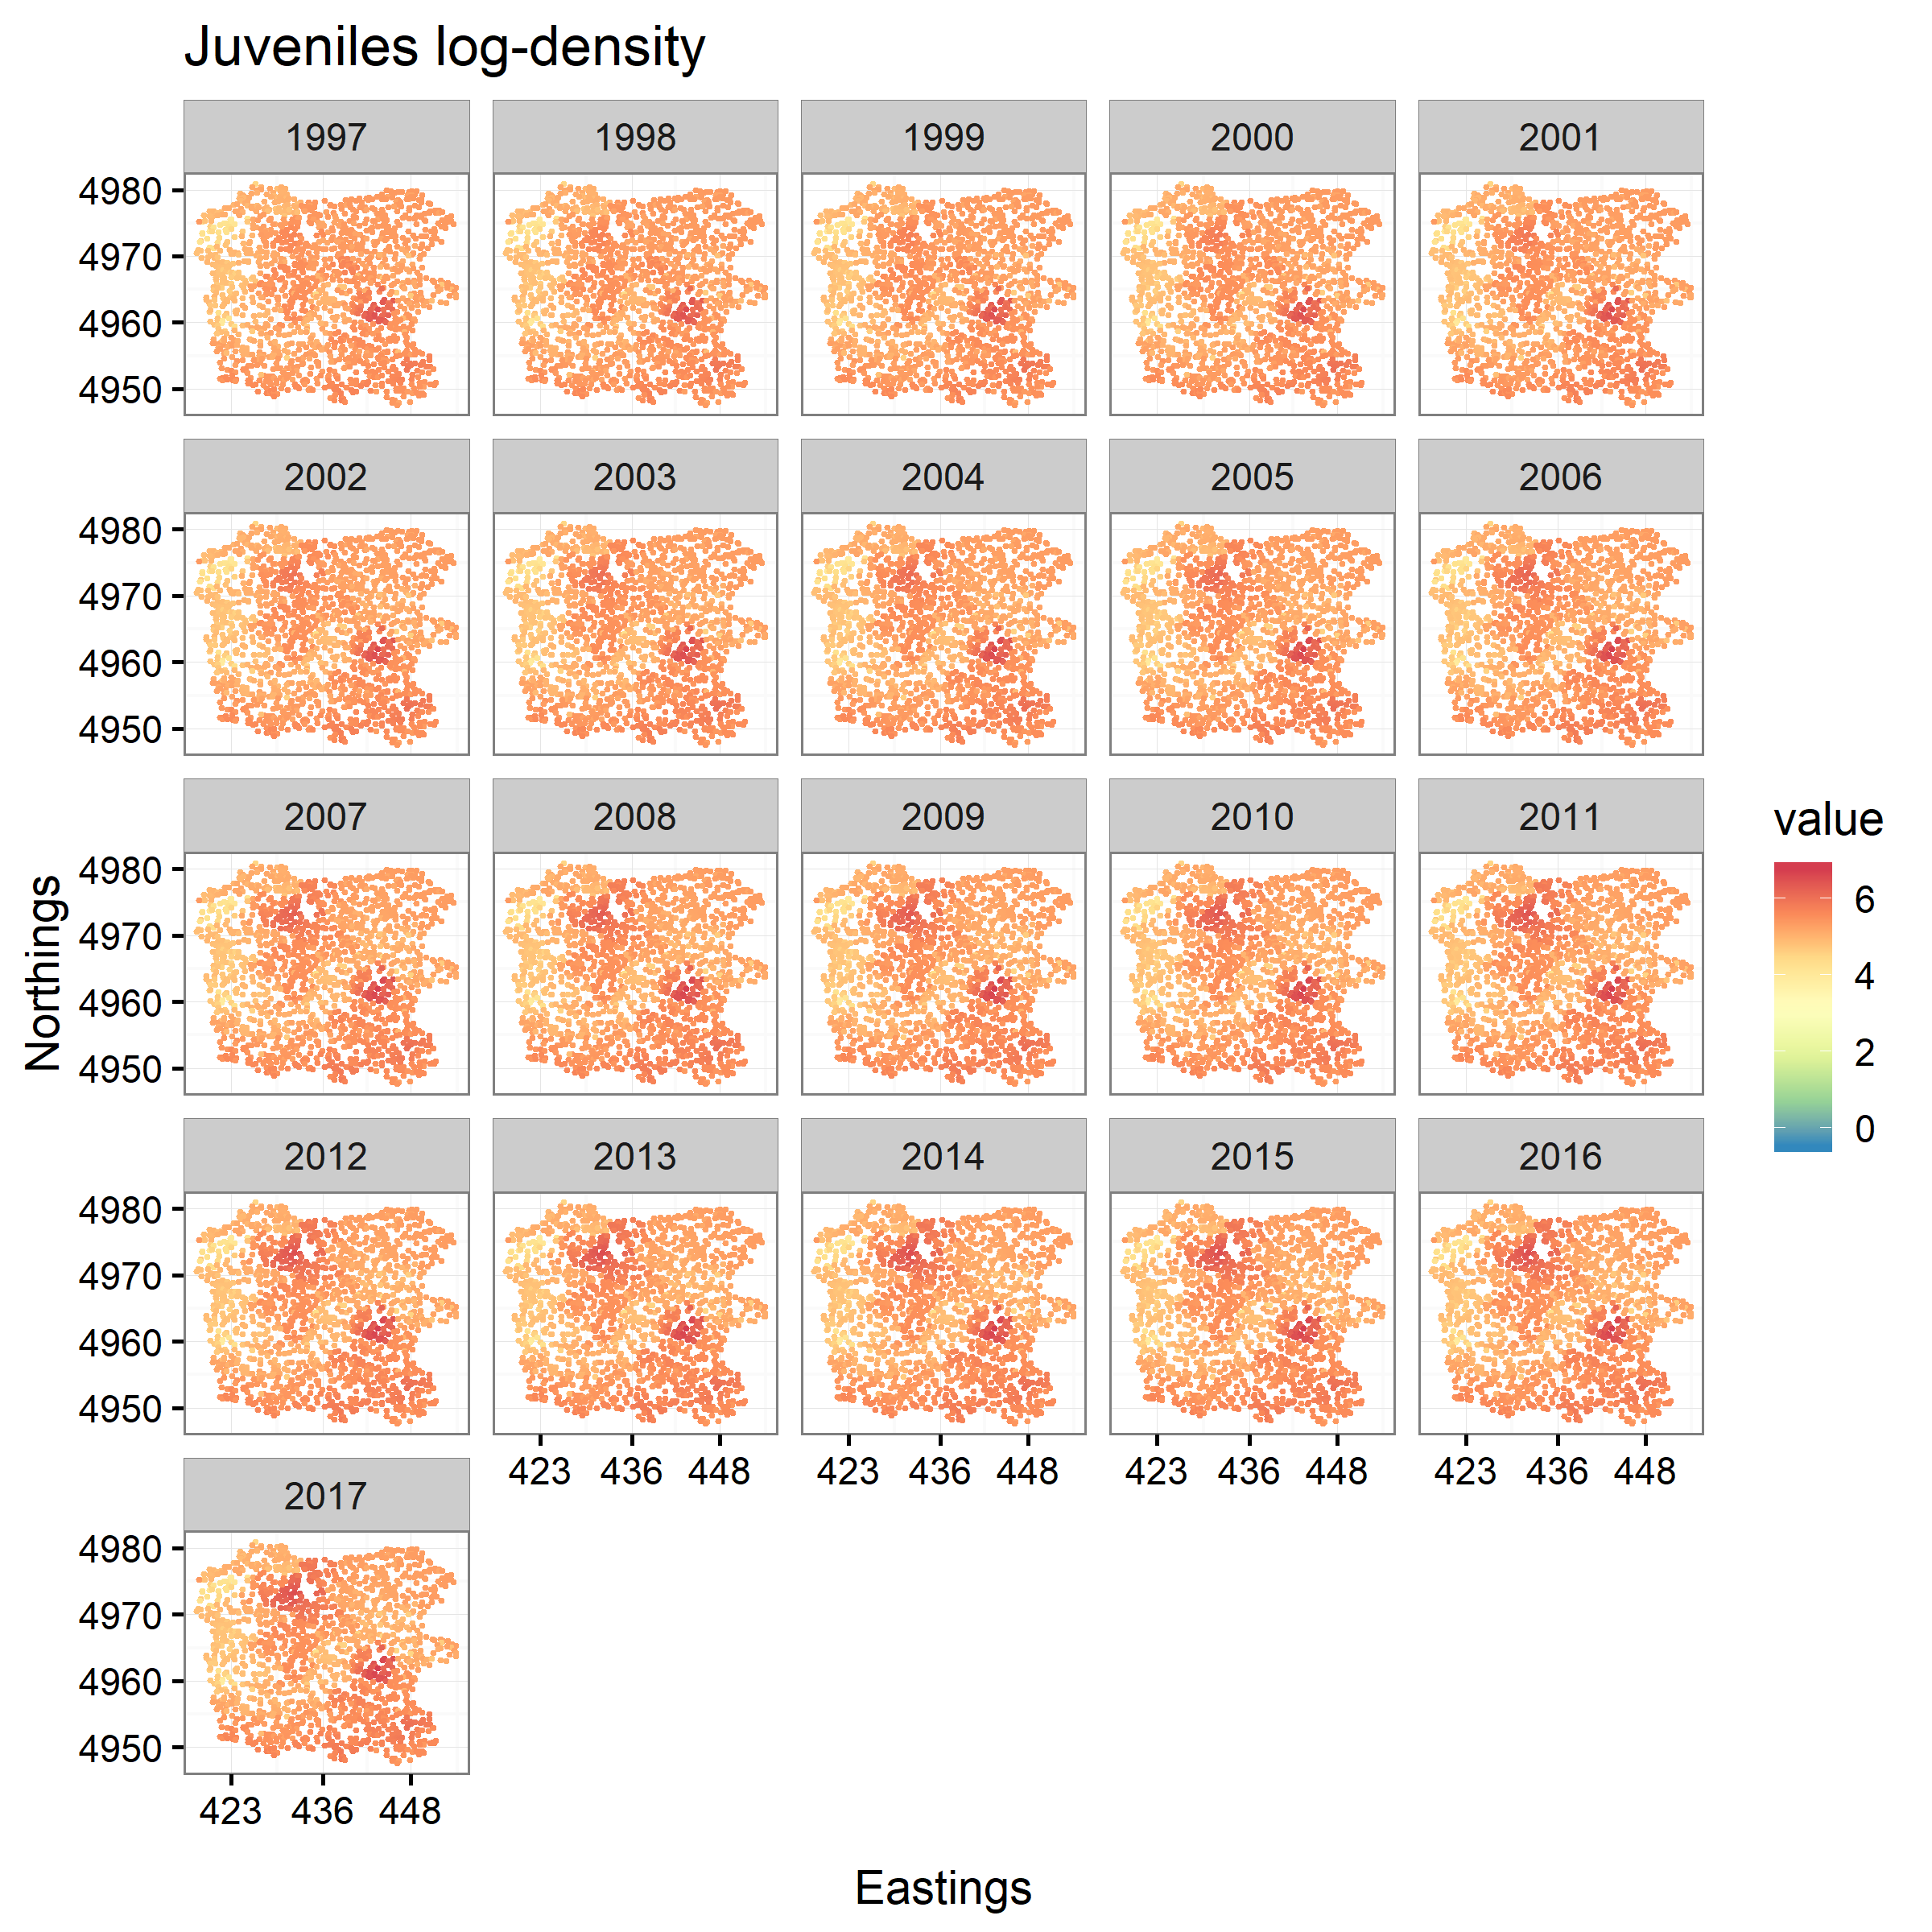 Juveniles log-density
1997 1998 1999 2000 2001
4980
4970
4960
4950
2002 2003 2004 2005 2006
4980
4970
4960
4950
2007 2008 2009 2010 2011
4980
4970
4960
4950
2012 2013 2014 2015 2016
4980
4970
4960
4950
423 436 448 423 436 448 423 436 448 423 436 448
2017
4980
4970
4960
4950
423 436 448
Northings
Eastings
value
6
4
2
0